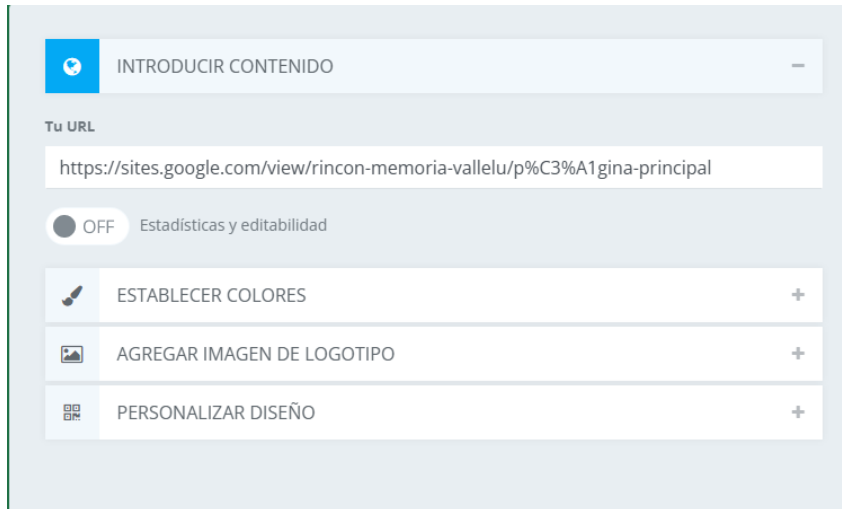 INTRODUCIR CONTENIDO
Tu URL
https://sites.google.com/view/rincon-memoria-vallelu/p%C3%A1gina-principal
OFF Estadísticas y editabilidad
ESTABLECER COLORES
AGREGAR IMAGEN DE LOGOTIPO
PERSONALIZAR DISEÑO